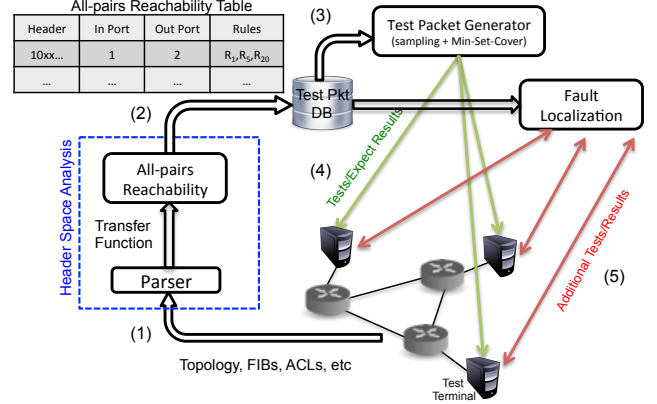 All-pairs Reachability Table
Header In Port Out Port Rules
10xx... 1 2 R1,R5,R20
... ... ... ...
(3)
Test Packet Generator
(sampling + Min-Set-Cover)
(2)
Test Pkt
DB
Fault
Localization
Header Space Analysis
All-pairs
Reachability
Transfer
Function
Parser
(1)
Topology, FIBs, ACLs, etc
(4)
Tests/Expect Results
Additional Tests/Results
(5)
Test
Terminal